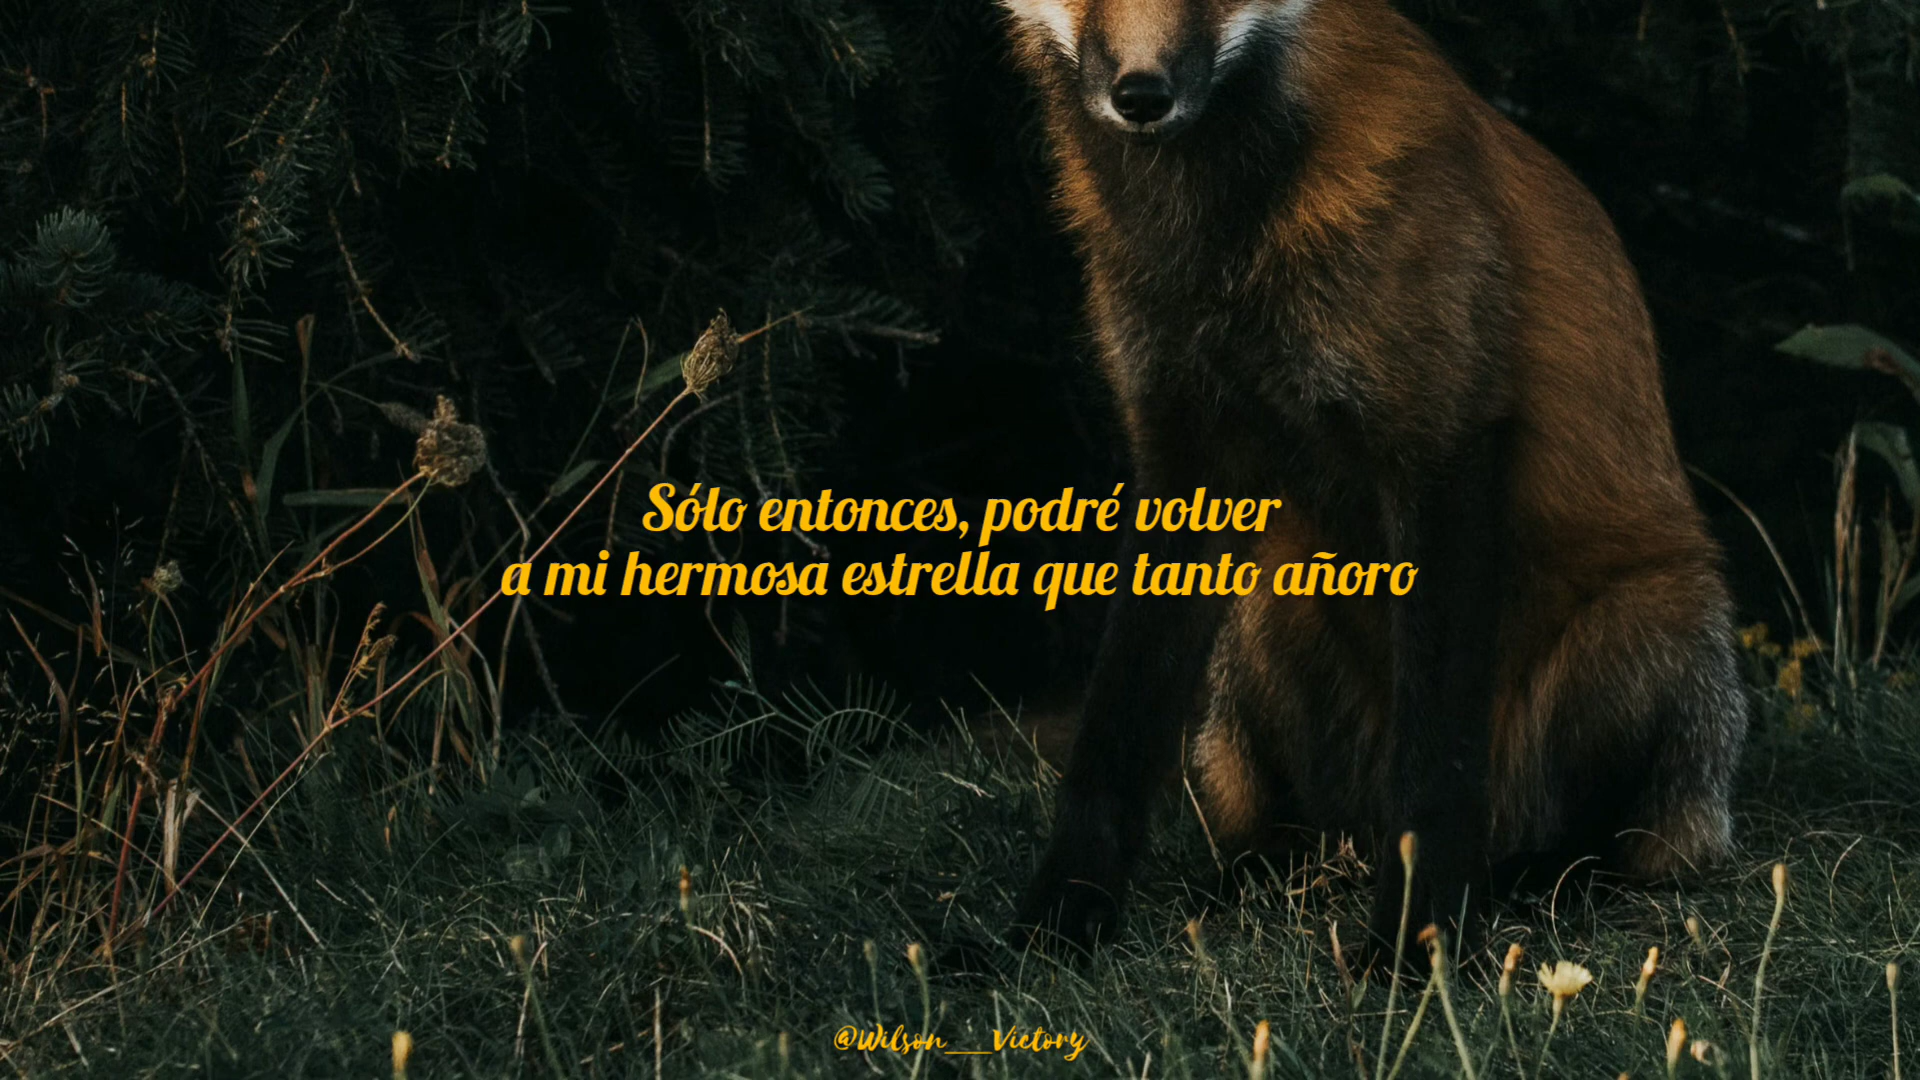 Sólo entonces, podré volver
a mi hermosa estrella que tanto añoro
@Wilson__Victory